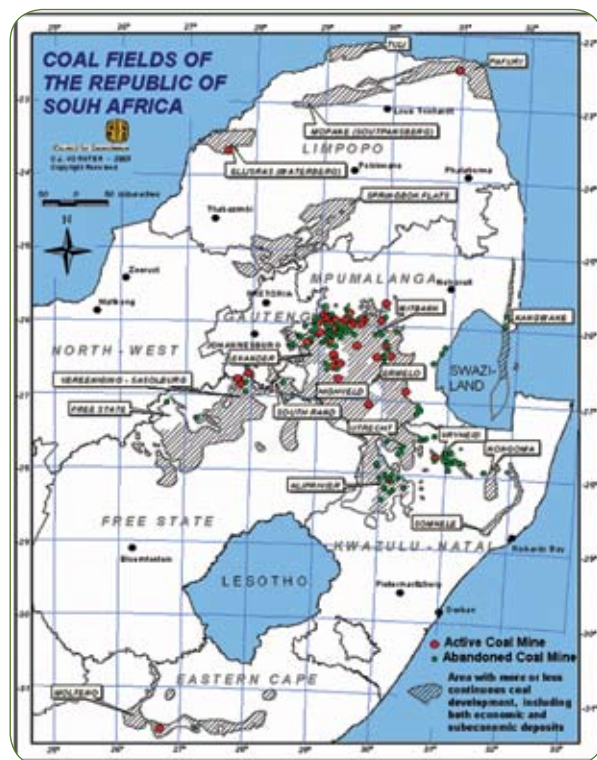 COAL FIELDS OF
THE REPUBLIC OF
SOUH AFRICA
TULI
PAFURI
Louis Trichardt
MOPANE (SOUTPANSBERG)
LIMPOPO
ELLISRAS (WATERBERG)
Polokwane
Phalaborwa
SPRINGBOK FLATS
Thabazimbi
N
Zeerust
MPUMALANGA
Nelspruit
PRETORIA
Mafikeng
WITBANK
KANGWANE
GAUTENG
JOHANNESBURG
NORTH - WEST
EVANDER
SWAZI-
LAND
VEREENIGING - SASOLBURG
HIGHVELD
ERMELO
FREE STATE
SOUTH RAND
UTRECHT
VRYHEID
NONGOMA
KLIPRIVER
SOMKELE
FREE STATE
KWAZULU - NATAL
Richards Bay
Bloemfontein
LESOTHO
Pietermaritzburg
Durban
Active Coal Mine
Abandoned Coal Mine
EASTERN CAPE
Area with more or less
continuous coal
development, including
both economic and
subeconomic deposits
MOLTENO